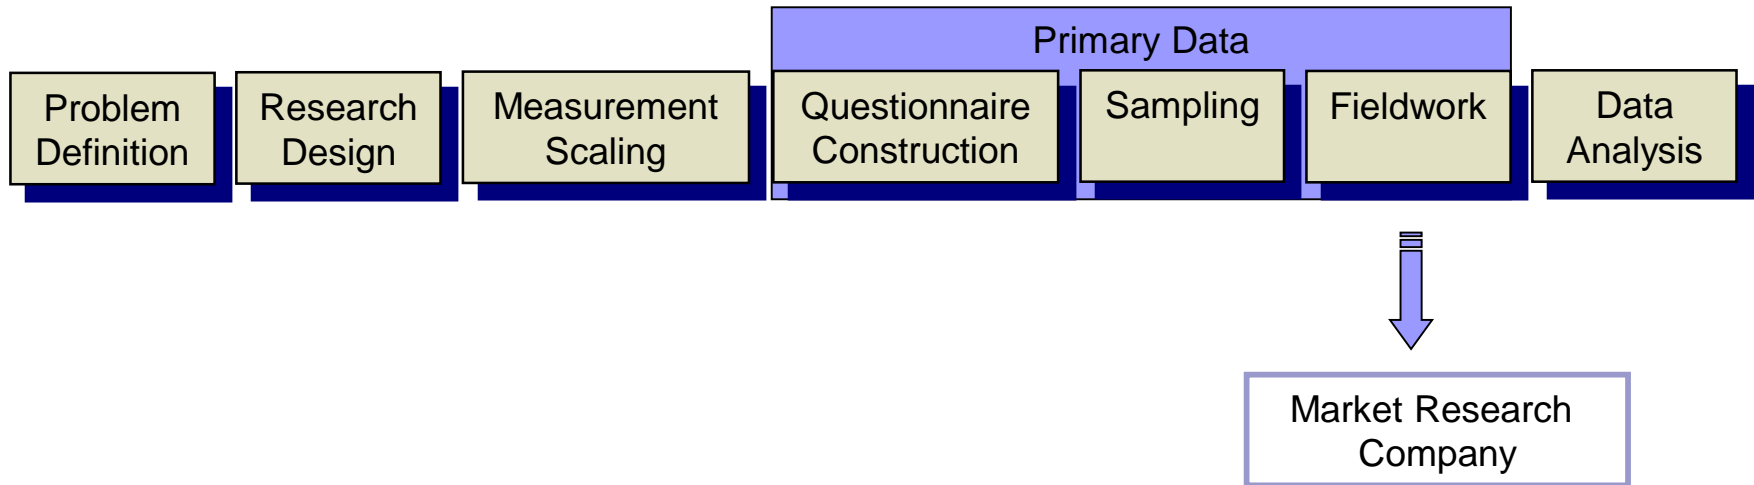 Primary Data
Problem
Definition
Research
Design
Measurement
Scaling
Questionnaire
Construction
Sampling
Fieldwork
Data
Analysis
Market Research
Company